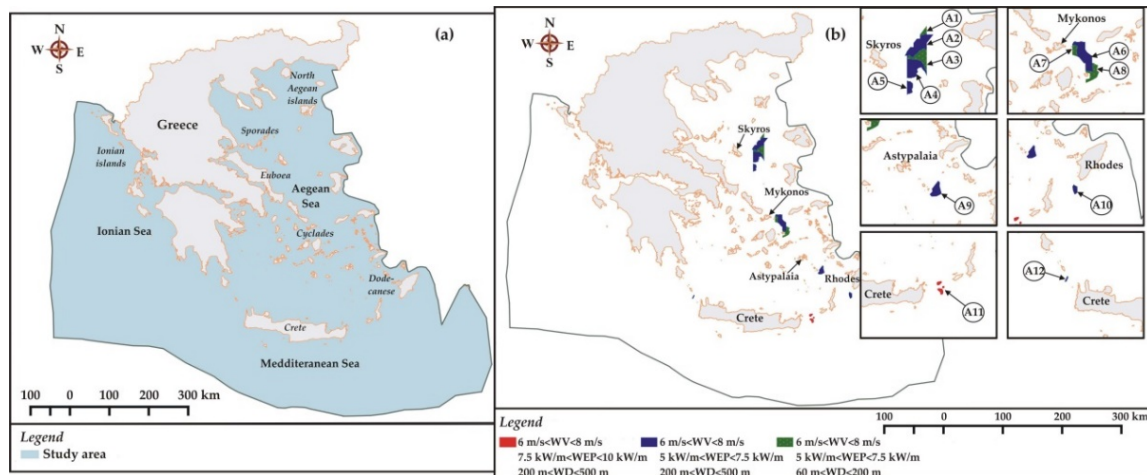 (a)
N
W E
S
North
Aegean
islands
Greece
Sporades
Ionian
islands
Euboea
Aegean
Sea
Ionian Sea
Cyclades
Dode-
canese
Crete
Medditeranean Sea
100 0 100 200 300 km
Legend
Study area
(b)
N
W E
S
Skyros
Mykonos
Astypalaia
Rhodes
Crete
Skyros
A1
A2
A3
A4
A5
Mykonos
A6
A7
A8
Astypalaia
A9
Rhodes
A10
Crete
A11
A12
Crete
100 0 100 200 300 km
Legend
6 m/s<WV<8 m/s 6 m/s<WV<8 m/s 6 m/s<WV<8 m/s
7.5 kW/m<WEP<10 kW/m 5 kW/m<WEP<7.5 kW/m 5 kW/m<WEP<7.5 kW/m
200 m<WD<500 m 200 m<WD<500 m 60 m<WD<200 m